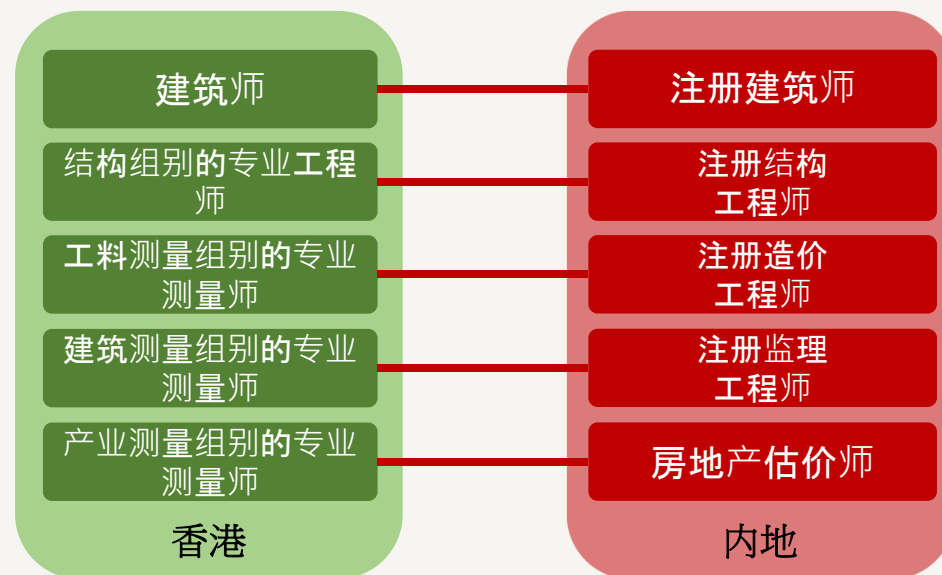 建筑师
注册建筑师
结构组别的专业工程
师
注册结构
工程师
工料测量组别的专业
测量师
注册造价
工程师
建筑测量组别的专业
测量师
注册监理
工程师
产业测量组别的专业
测量师
房地产估价师
香港
内地